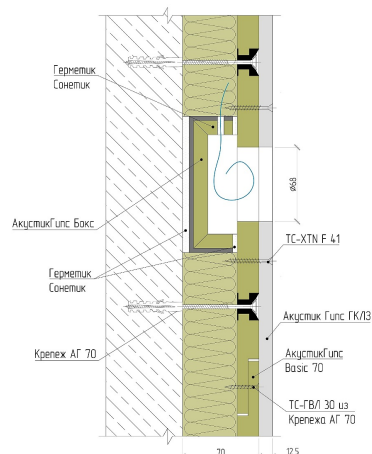 Герметик
Сонетик
Ø68
АкустикГипс Бокс
ТС-XTN F 41
Герметик
Сонетик
Акустик Гипс ГКЛЗ
Крепеж АГ 70
АкустикГипс
Basic 70
ТС-ГВЛ 30 из
Крепежа АГ 70
70
12,5